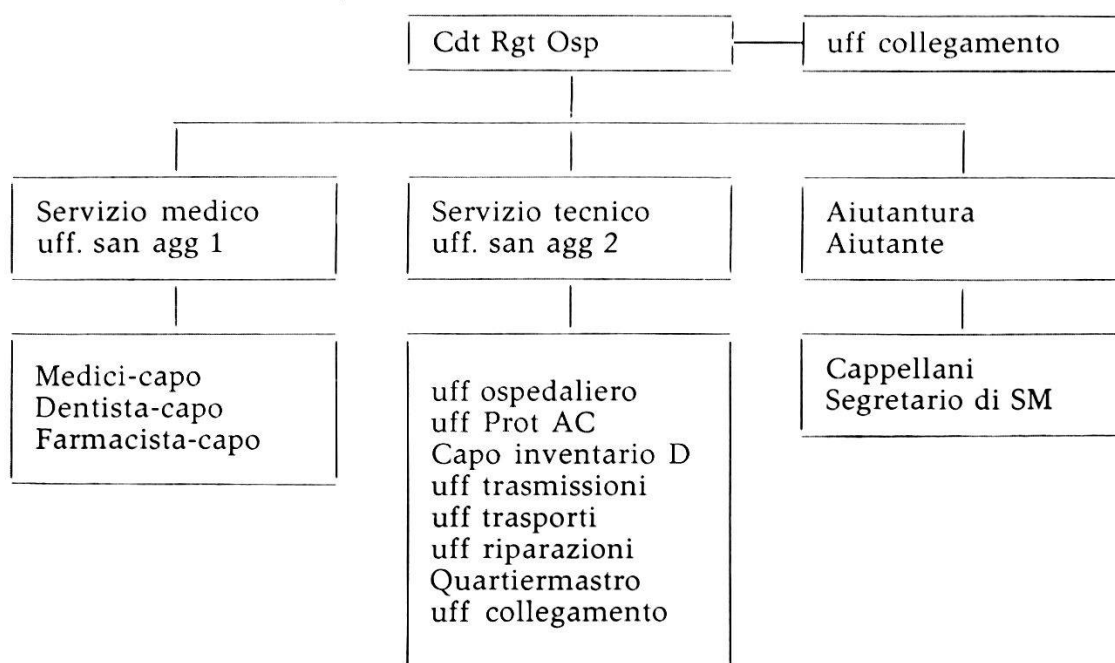 Cdt Rgt Osp
uff collegamento
Servizio medico
uff. san agg 1
Servizio tecnico
uff. san agg 2
Aiutantura
Aiutante
Medici-capo
Dentista-capo
Farmacista-capo
uff ospedaliero
uff Prot AC
Capo inventario D
uff trasmissioni
uff trasporti
uff riparazioni
Quartiermastro
uff collegamento
Cappellani
Segretario di SM